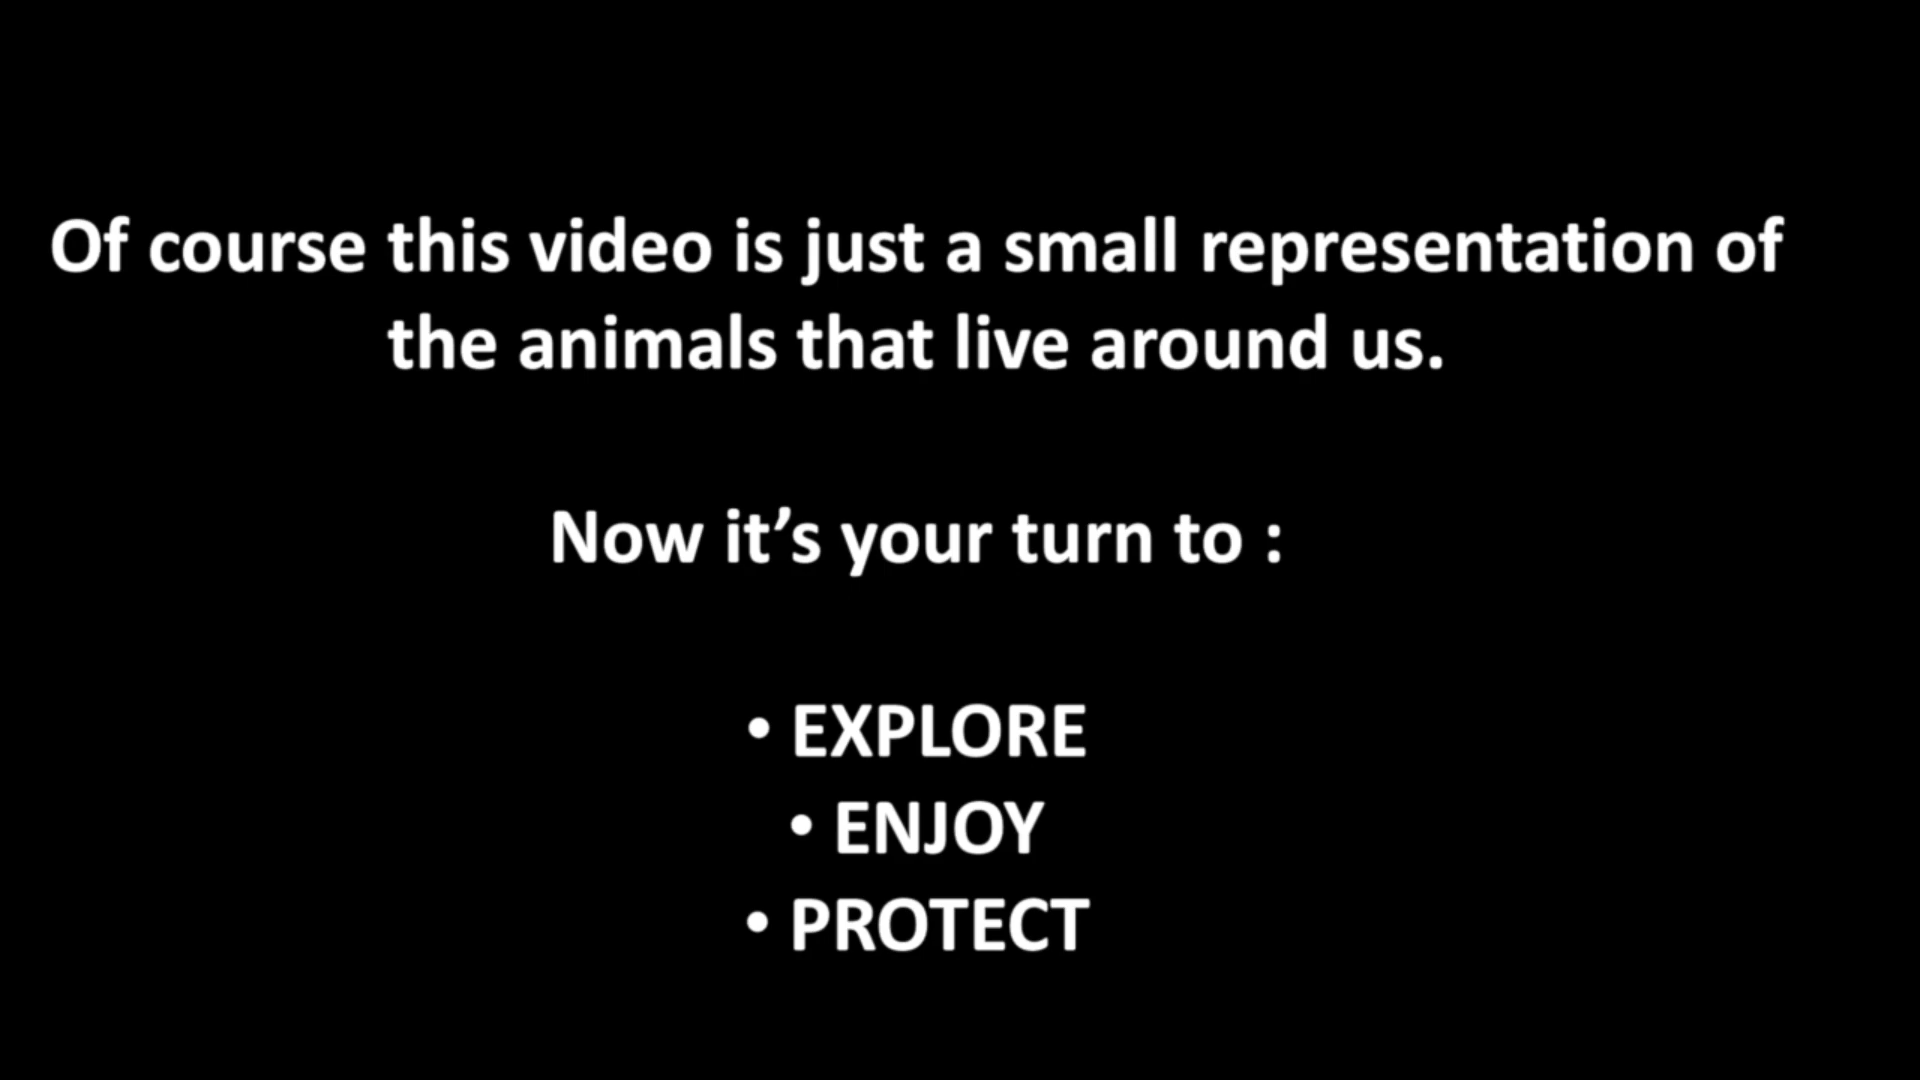 Of course this video is just a small representation of
the animals that live around us.
Now it’s your turn to :
• EXPLORE
• ENJOY
• PROTECT